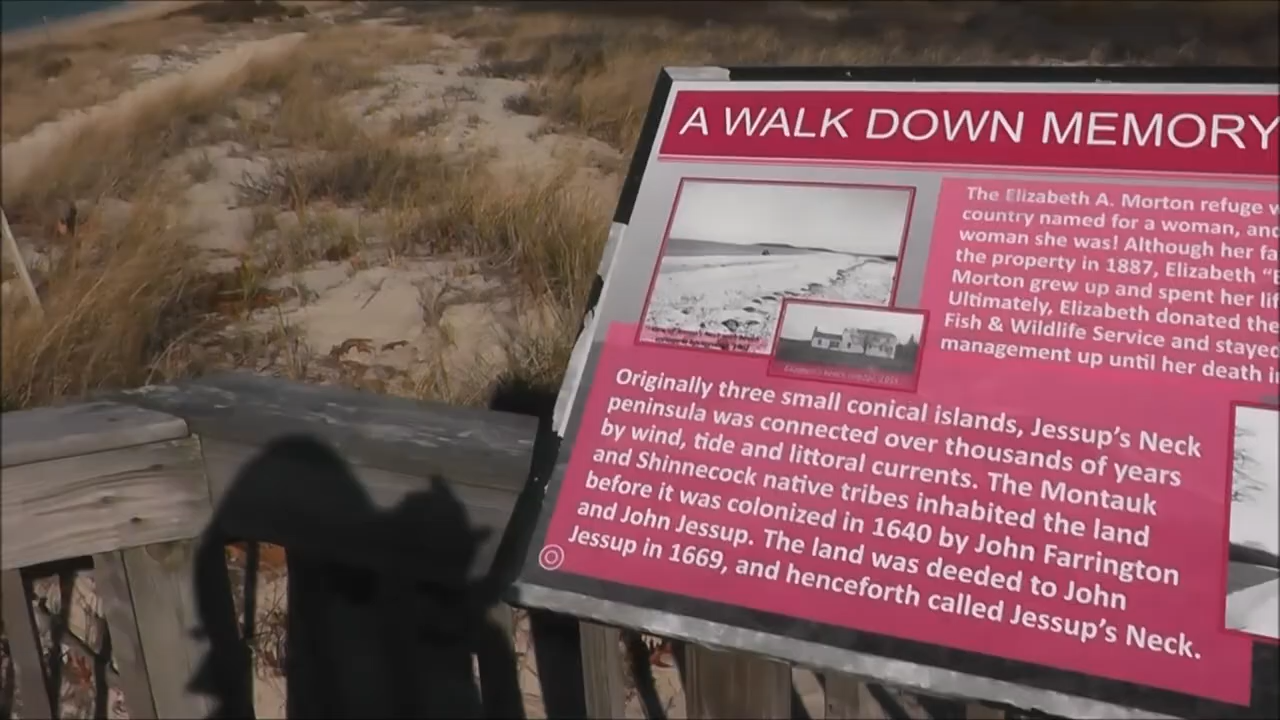 A WALK DOWN MEMORY
The Elizabeth A. Morton refuge w
country named for a woman, and
woman she was! Although her fa
the property in 1887, Elizabeth "B
Morton grew up and spent her lif
Ultimately, Elizabeth donated the
Fish & Wildlife Service and stayed
management up until her death i
Originally three small conical islands, Jessup's Neck
peninsula was connected over thousands of years
by wind, tide and littoral currents. The Montauk
and Shinnecock native tribes inhabited the land
before it was colonized in 1640 by John Farrington
and John Jessup. The land was deeded to John
Jessup in 1669, and henceforth called Jessup's Neck.